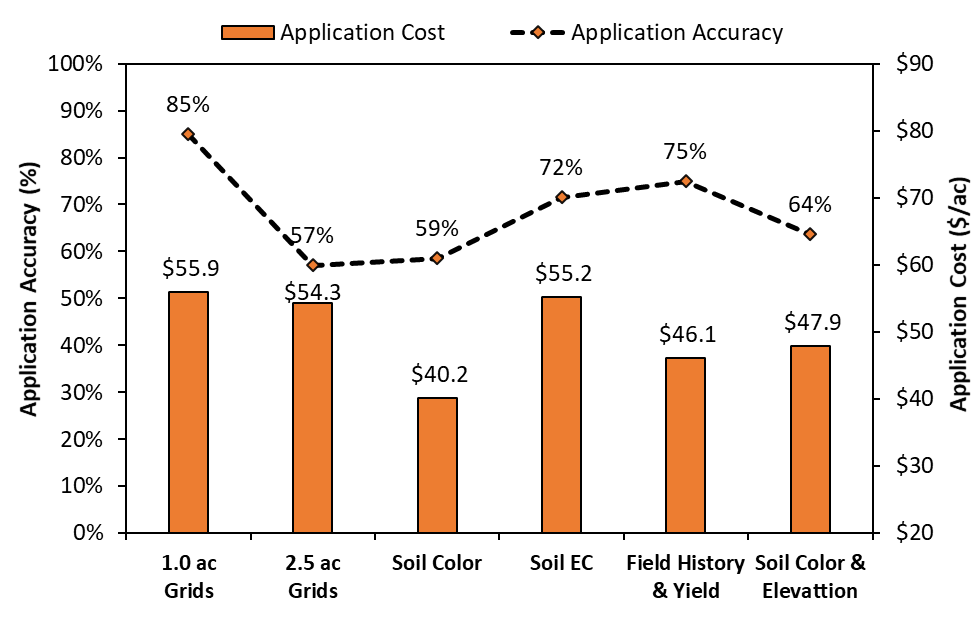 Application Cost
Application Accuracy
100%
90%
80%
70%
60%
50%
40%
30%
20%
10%
0%
Application Accuracy (%)
85%
57%
59%
72%
75%
64%
$55.9
$54.3
$40.2
$55.2
$46.1
$47.9
$90
$80
$70
$60
$50
$40
$30
$20
Application Cost ($/ac)
1.0 ac
Grids
2.5 ac
Grids
Soil Color
Soil EC
Field History
& Yield
Soil Color &
Elevattion